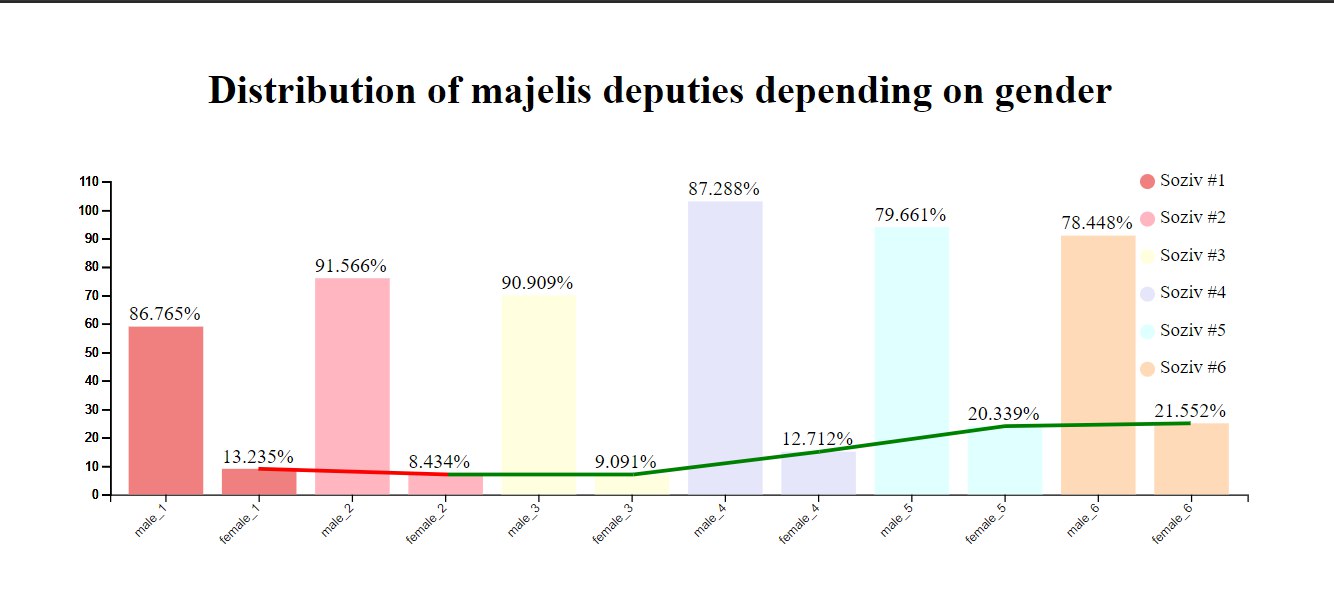 Distribution of majelis deputies depending on gender
110
100
90
80
70
60
50
40
30
20
10
0
86.765%
13.235%
91.566%
8.434%
90.909%
9.091%
87.288%
12.712%
79.661%
20.339%
78.448%
21.552%
male_1
female_1
male_2
female_2
male_3
female_3
male_4
female_4
male_5
female_5
male_6
female_6
Soziv #1
Soziv #2
Soziv #3
Soziv #4
Soziv #5
Soziv #6